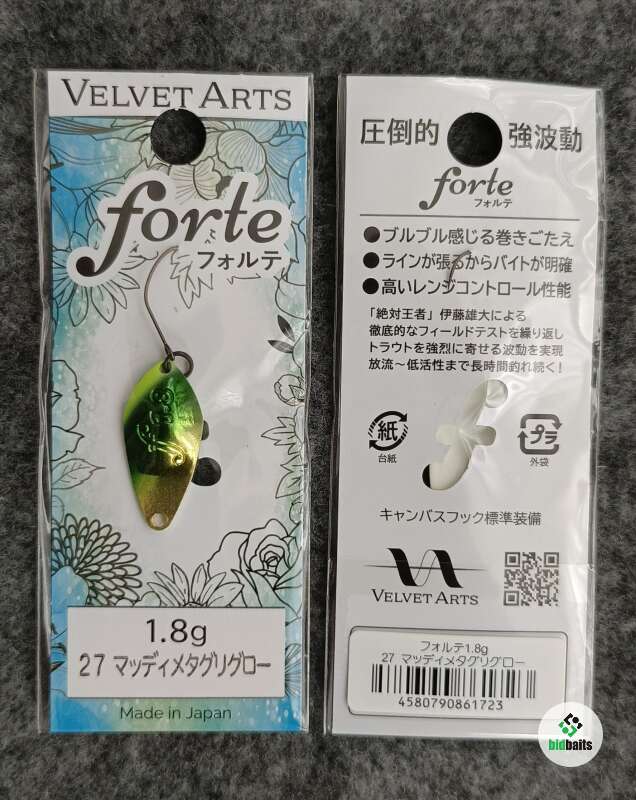 VELVET ARTS
forte
フォルテ
1.8g
27 マッディメタグリグロー
Made in Japan
圧倒的 強波動
forte
フォルテ
●ブルブル感じる巻きごたえ
●ラインが張るからバイトが明確
●高いレンジコントロール性能
「絶対王者」伊藤雄大による
徹底的なフィールドテストを繰り返し
トラウトを強烈に寄せる波動を実現
放流～低活性まで長時間釣れ続く!
紙
台紙
プラ
外袋
キャンバスフック標準装備
VELVET ARTS
フォルテ1.8g
27 マッディメタグリグロー
4580790861723
bidbaits